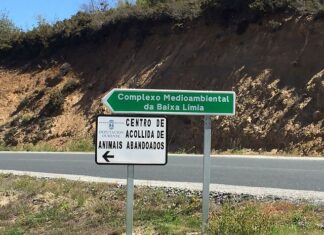 Complexo Medioambiental
da Baixa Limia
CENTRO DE
ACOLLIDA DE
ANIMAIS ABANDOADOS